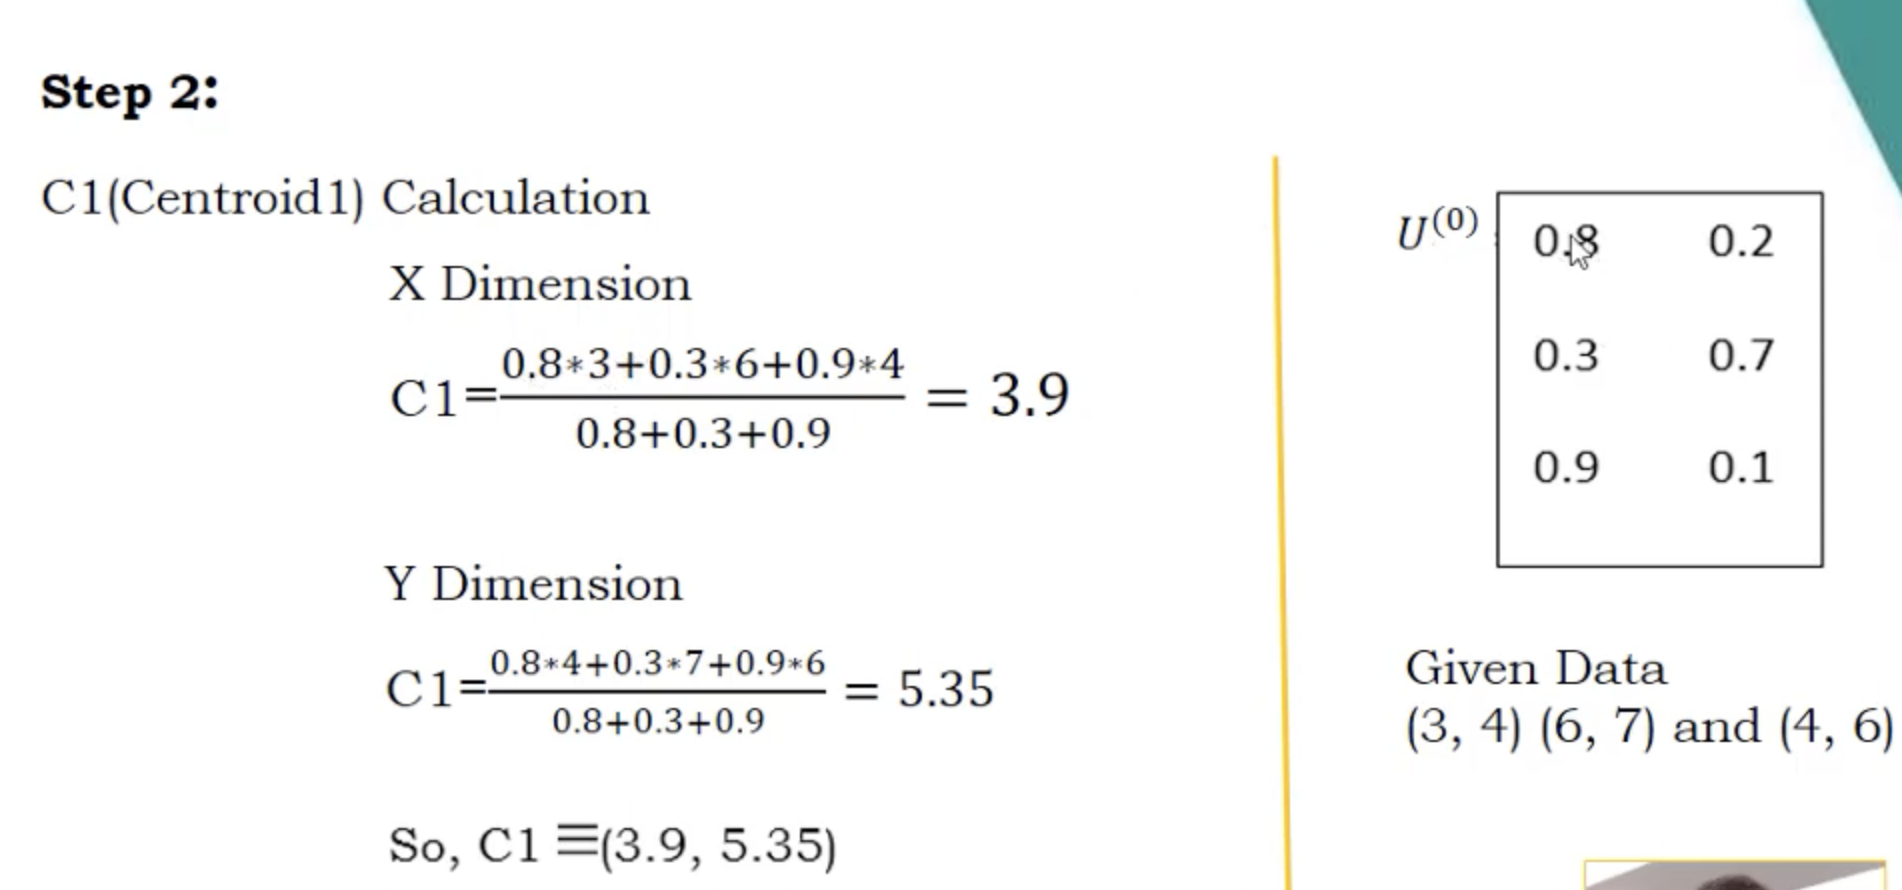 Step 2:
C1(Centroid1) Calculation
X Dimension
C1=\frac{0.8*3+0.3*6+0.9*4}{0.8+0.3+0.9} = 3.9
Y Dimension
C1=\frac{0.8*4+0.3*7+0.9*6}{0.8+0.3+0.9} = 5.35
So, C1 ≡(3.9, 5.35)
U^{(0)}
0.8 0.2
0.3 0.7
0.9 0.1
Given Data
(3, 4) (6, 7) and (4, 6)